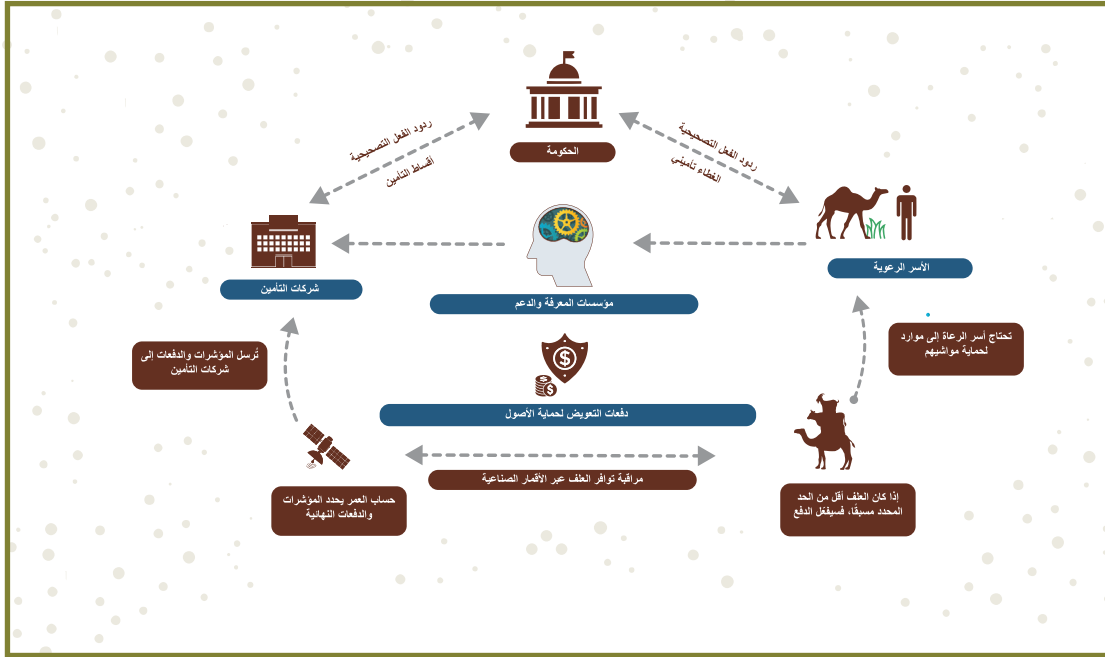 الحكومة
ردود الفعل التصحيحية
الغطاء تأميني
ردود الفعل التصحيحية
أقساط التأمين
الأسر الرعوية
مؤسسات المعرفة والدعم
شركات التأمين
تحتاج أسر الرعاة إلى موارد
لحماية مواشيهم
تُرسل المؤشرات والدفعات إلى
شركات التأمين
دفعات التعويض لحماية الأصول
مراقبة توافر العلف عبر الأقمار الصناعية
إذا كان العلف أقل من الحد
المحدد مسبقًا، فسيفعّل الدفع
حساب العمر يحدد المؤشرات
والدفعات النهائية